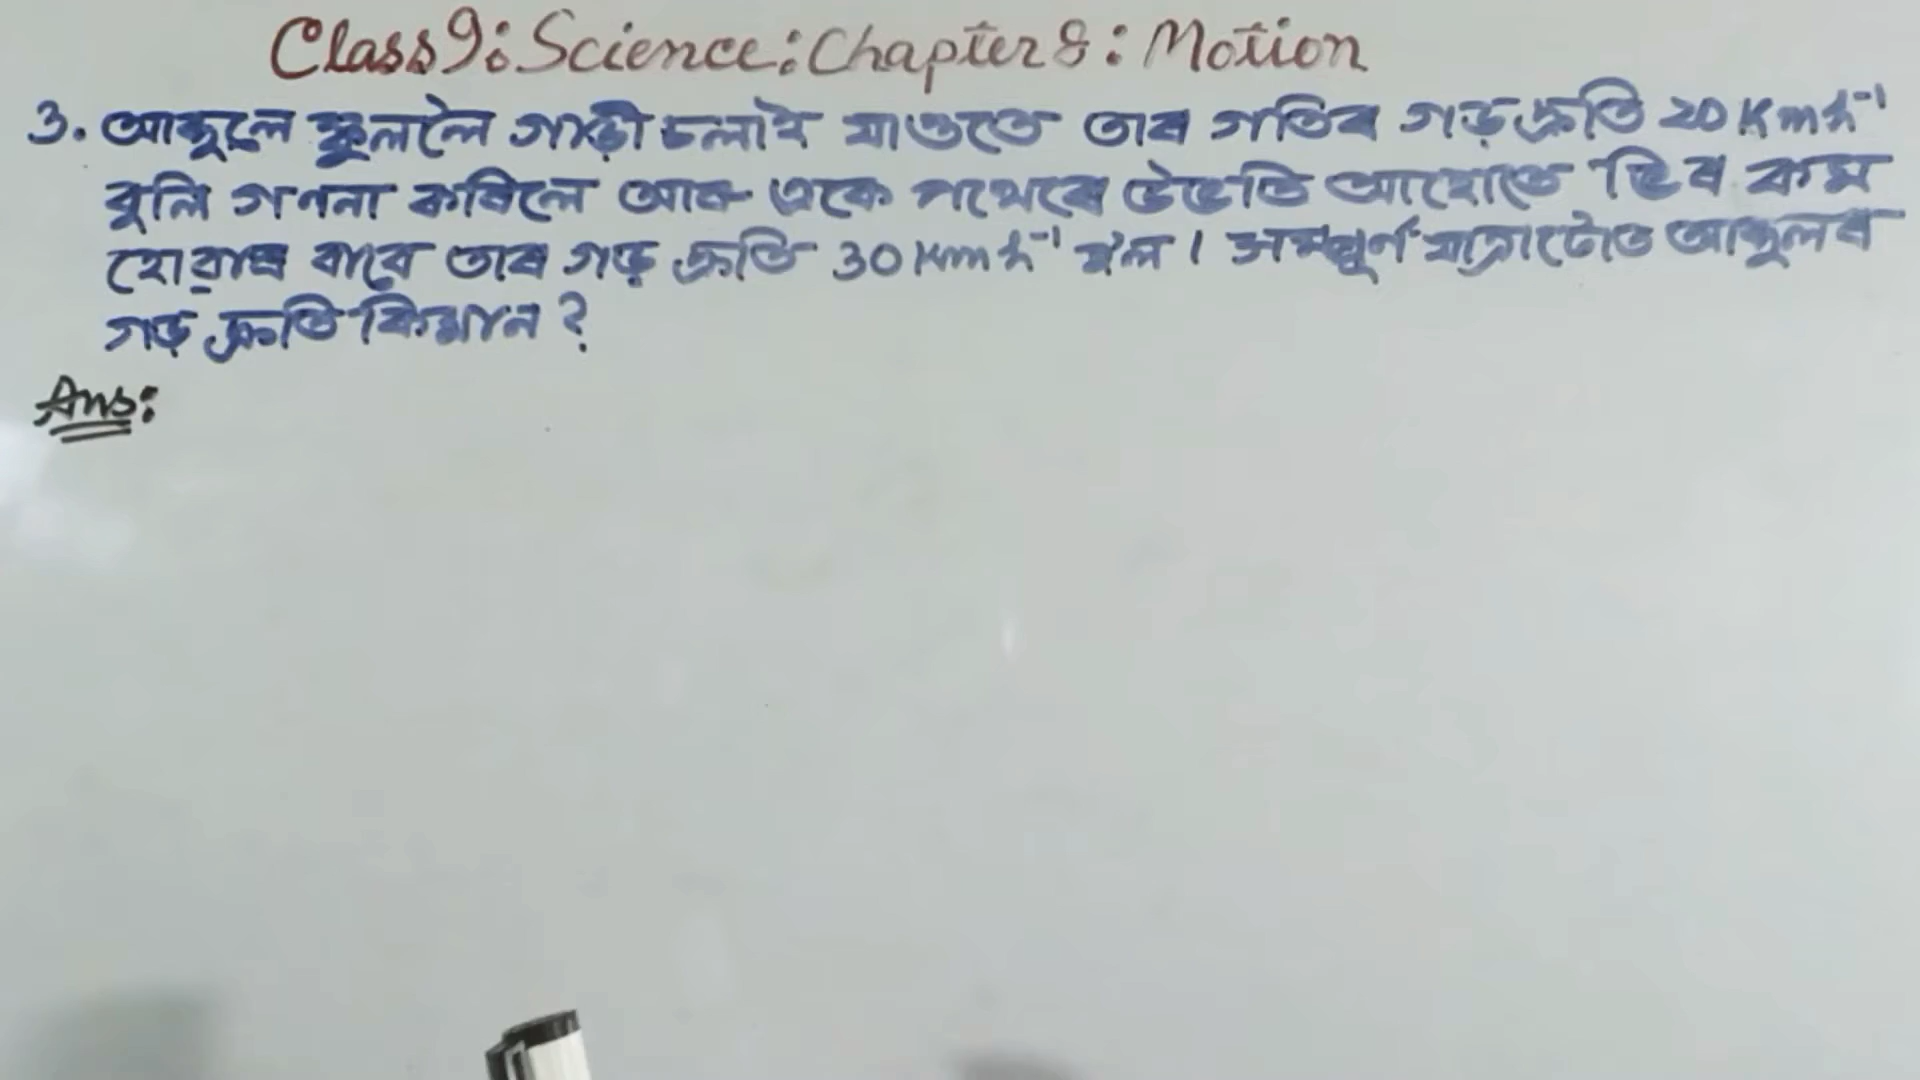 Class 9: Science: Chapter 8: Motion
3. আব্দুলে স্কুললৈ গাড়ী চলাই যাওতে তাৰ গতিৰ গড় দ্ৰুতি 20 Km h⁻¹
বুলি গণনা কৰিলে আৰু একে পথেৰে উভতি আহোতে ভিৰ কম
হোৱাৰ বাবে তাৰ গড় দ্ৰুতি 30 Km h⁻¹ হ'ল। সম্পূৰ্ণ যাত্ৰাটোত আব্দুলৰ
গড় দ্ৰুতি কিমান?
Ans: